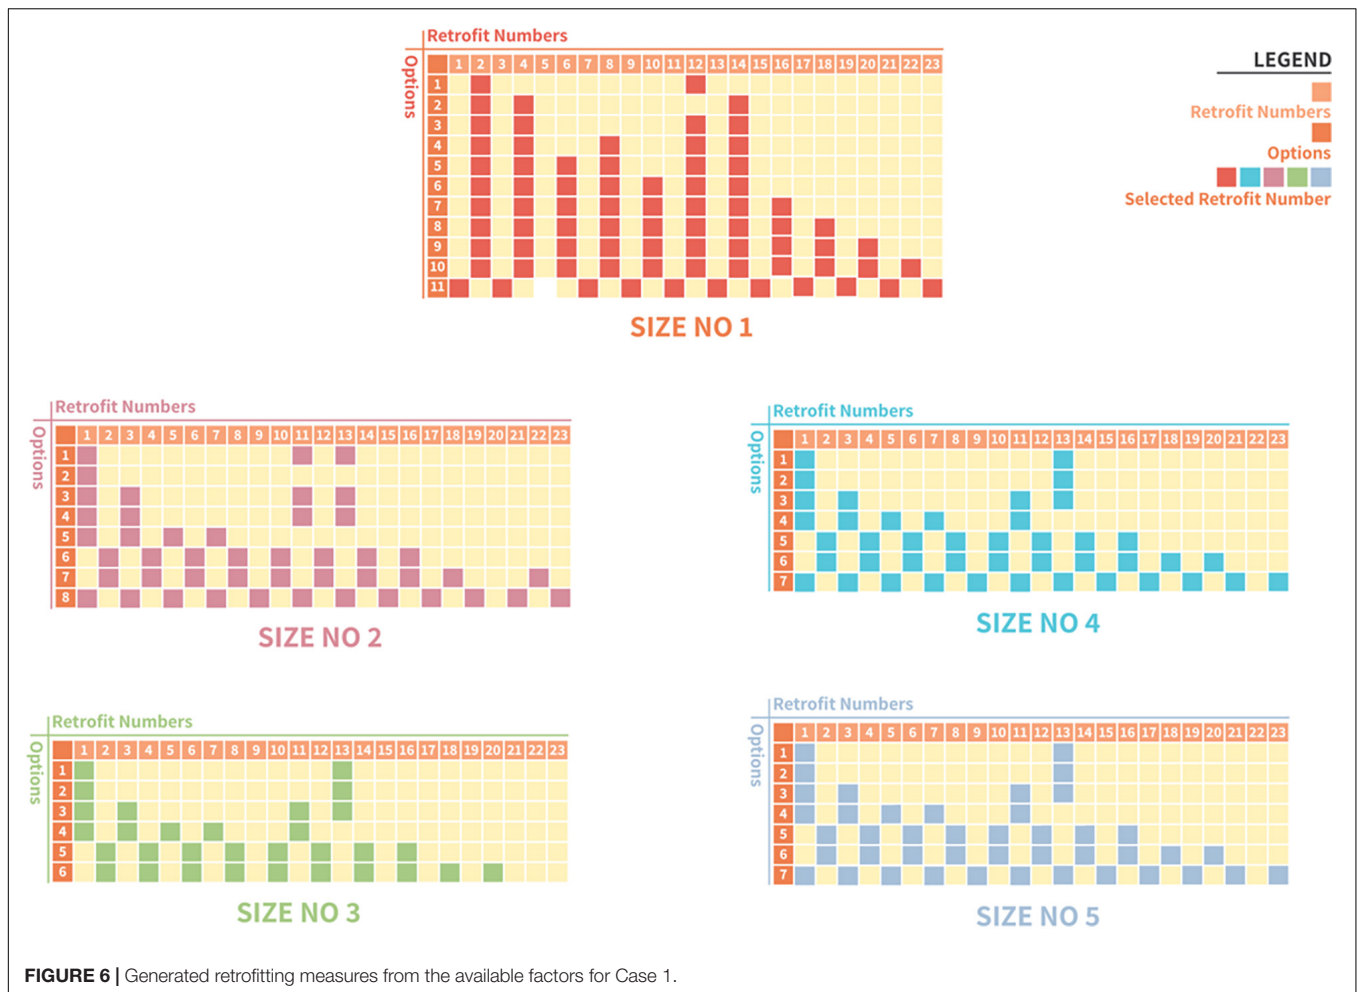 Retrofit Numbers
Options
1 2 3 4 5 6 7 8 9 10 11 12 13 14 15 16 17 18 19 20 21 22 23
1
2
3
4
5
6
7
8
9
10
11
SIZE NO 1
LEGEND
Retrofit Numbers
Options
Selected Retrofit Number
Retrofit Numbers
Options
1 2 3 4 5 6 7 8 9 10 11 12 13 14 15 16 17 18 19 20 21 22 23
1
2
3
4
5
6
7
8
SIZE NO 2
Retrofit Numbers
Options
1 2 3 4 5 6 7 8 9 10 11 12 13 14 15 16 17 18 19 20 21 22 23
1
2
3
4
5
6
7
SIZE NO 4
Retrofit Numbers
Options
1 2 3 4 5 6 7 8 9 10 11 12 13 14 15 16 17 18 19 20 21 22 23
1
2
3
4
5
6
SIZE NO 3
Retrofit Numbers
Options
1 2 3 4 5 6 7 8 9 10 11 12 13 14 15 16 17 18 19 20 21 22 23
1
2
3
4
5
6
7
SIZE NO 5
FIGURE 6 | Generated retrofitting measures from the available factors for Case 1.